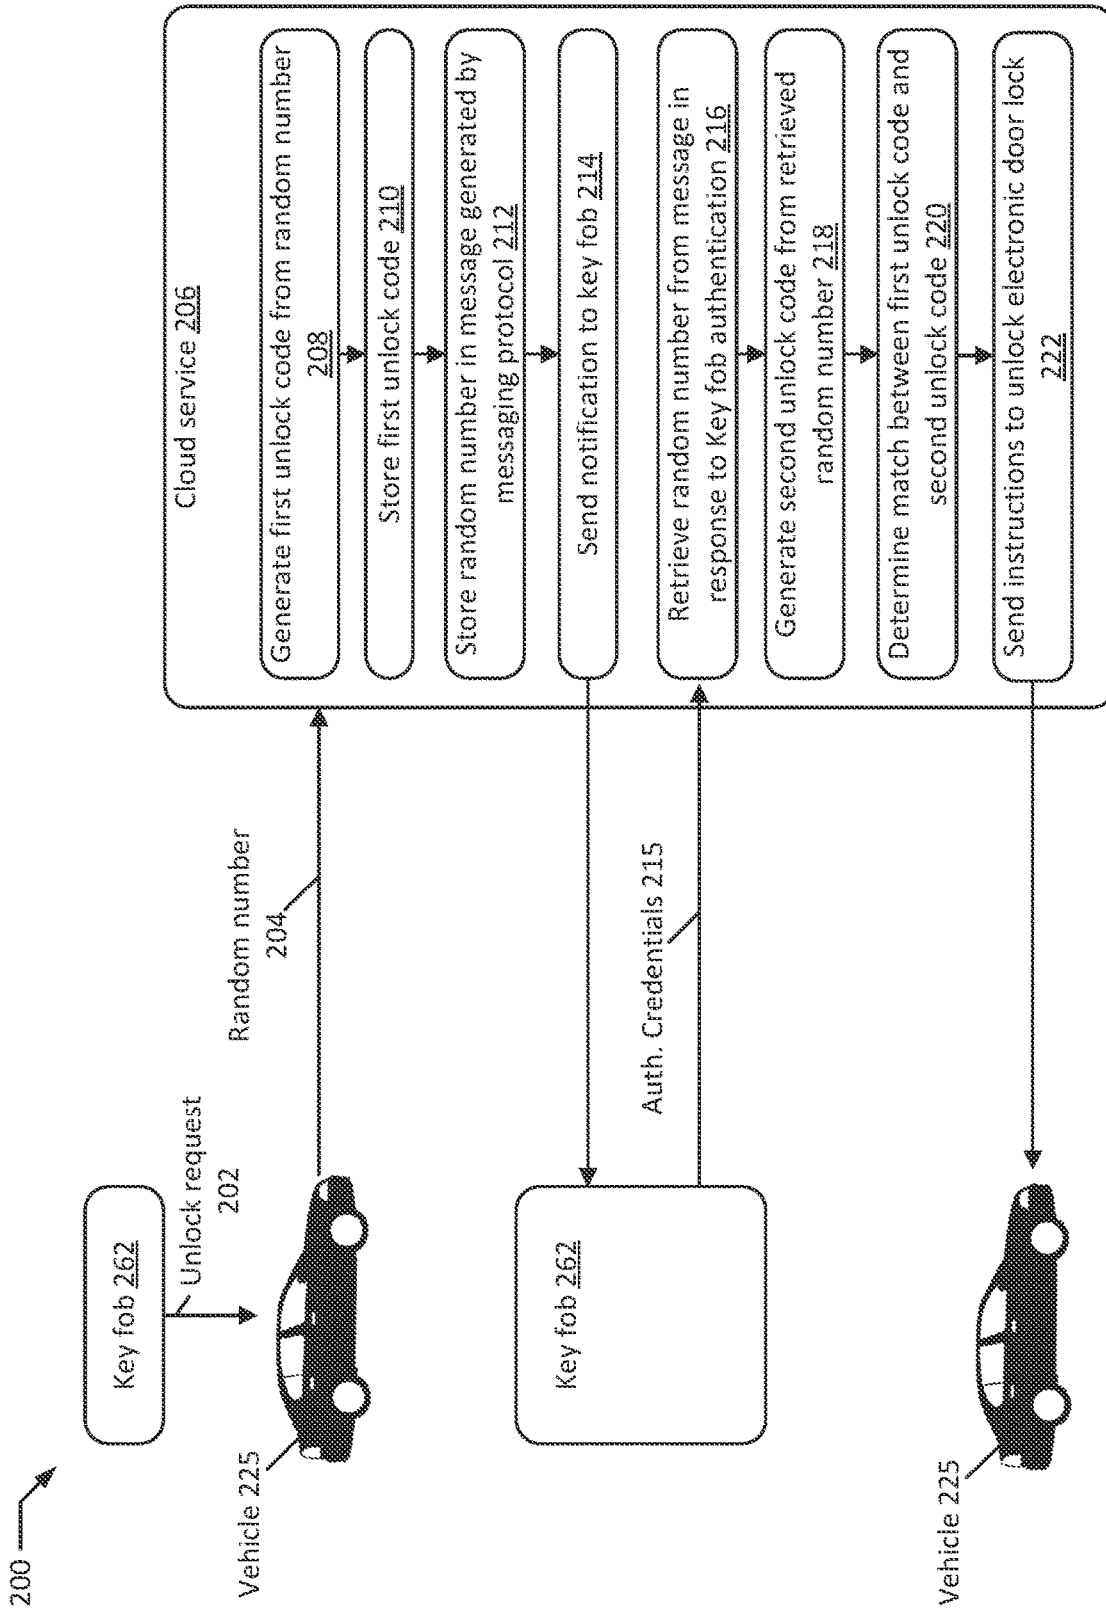 200
Key fob 262
Unlock request
202
Vehicle 225
Random number
204
Cloud service 206
Generate first unlock code from random number
208
Store first unlock code 210
Store random number in message generated by
messaging protocol 212
Send notification to key fob 214
Key fob 262
Auth. Credentials 215
Retrieve random number from message in
response to Key fob authentication 216
Generate second unlock code from retrieved
random number 218
Determine match between first unlock code and
second unlock code 220
Send instructions to unlock electronic door lock
222
Vehicle 225